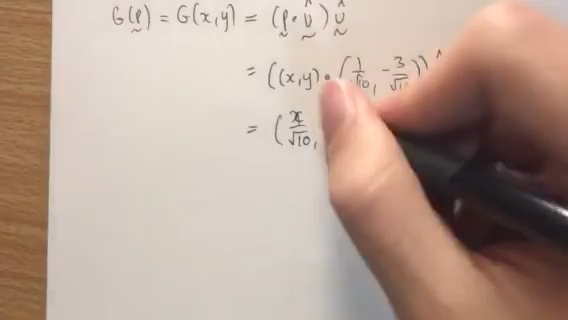 G(p) = G(x,y) = (p · û) û
= ((x,y) · (1/√10, -3/√10))
= (x/√10,